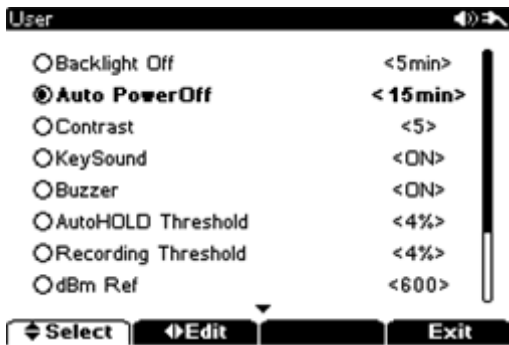 User
Backlight Off <5min>
Auto PowerOff <15min>
Contrast <5>
KeySound <ON>
Buzzer <ON>
AutoHOLD Threshold <4%>
Recording Threshold <4%>
dBm Ref <600>
Select Edit Exit